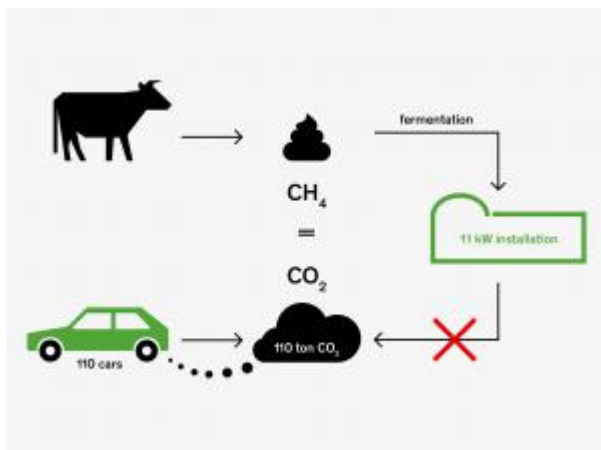 fermentation
CH₄
=
11 kW installation
CO₂
110 ton CO₂
110 cars